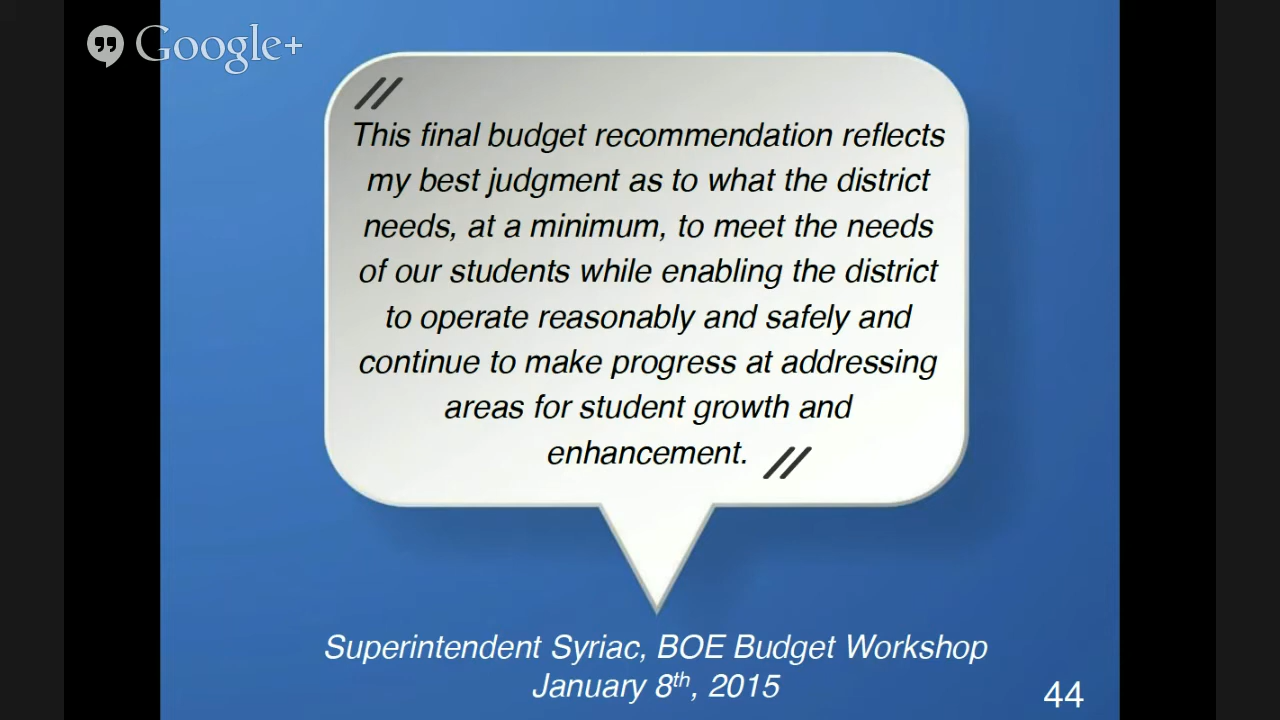 Google+
"
This final budget recommendation reflects
my best judgment as to what the district
needs, at a minimum, to meet the needs
of our students while enabling the district
to operate reasonably and safely and
continue to make progress at addressing
areas for student growth and
enhancement. "
Superintendent Syriac, BOE Budget Workshop
January 8th, 2015
44